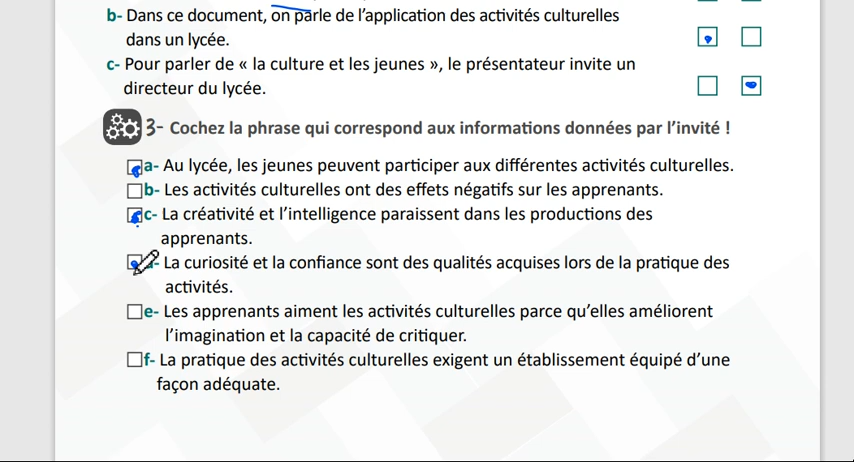 b- Dans ce document, on parle de l'application des activités culturelles
dans un lycée.
c- Pour parler de « la culture et les jeunes », le présentateur invite un
directeur du lycée.
3- Cochez la phrase qui correspond aux informations données par l'invité !
a- Au lycée, les jeunes peuvent participer aux différentes activités culturelles.
b- Les activités culturelles ont des effets négatifs sur les apprenants.
c- La créativité et l'intelligence paraissent dans les productions des
apprenants.
- La curiosité et la confiance sont des qualités acquises lors de la pratique des
activités.
e- Les apprenants aiment les activités culturelles parce qu'elles améliorent
l'imagination et la capacité de critiquer.
f- La pratique des activités culturelles exigent un établissement équipé d'une
façon adéquate.